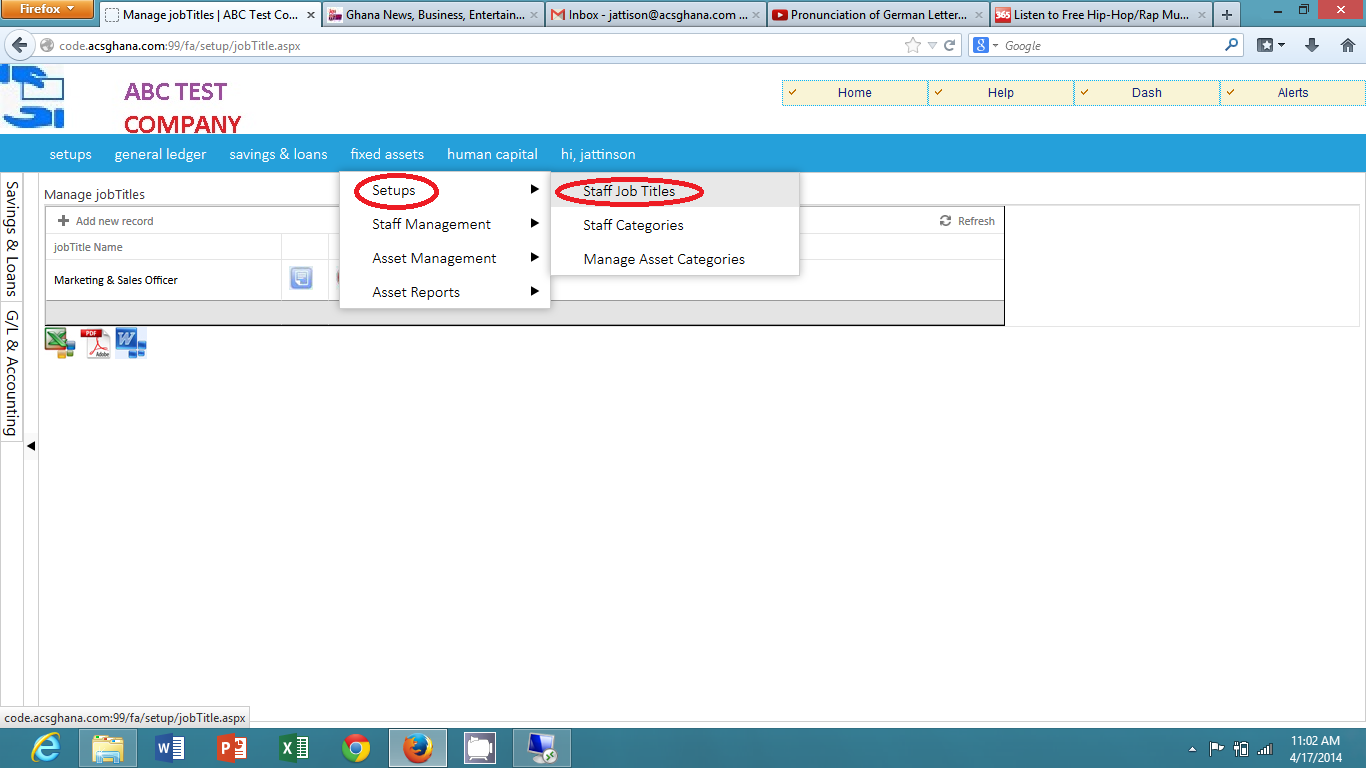 Firefox
Manage jobTitles | ABC Test Co...
Ghana News, Business, Entertain...
Inbox - jattison@acsghana.com ...
Pronunciation of German Letter...
365 Listen to Free Hip-Hop/Rap Mu...
code.acsghana.com:99/fa/setup/jobTitle.aspx
Google
ABC TEST
COMPANY
Home
Help
Dash
Alerts
setups
general ledger
savings & loans
fixed assets
human capital
hi, jattinson
Savings & Loans
G/L & Accounting
Manage jobTitles
Add new record
Refresh
jobTitle Name
Marketing & Sales Officer
Setups
Staff Management
Asset Management
Asset Reports
Staff Job Titles
Staff Categories
Manage Asset Categories
PDF
Adobe
code.acsghana.com:99/fa/setup/jobTitle.aspx
11:02 AM
4/17/2014